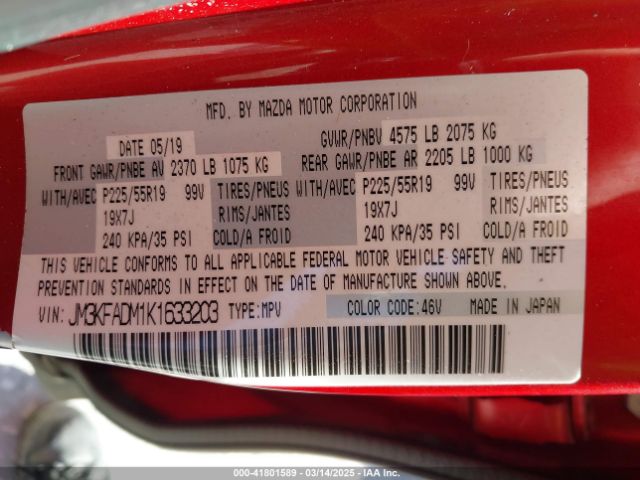 MFD. BY MAZDA MOTOR CORPORATION
DATE 05/19 GVWR/PNBV 4575 LB 2075 KG
FRONT GAWR/PNBE AV 2370 LB 1075 KG REAR GAWR/PNBE AR 2205 LB 1000 KG
WITH/AVEC P225/55R19 99V TIRES/PNEUS WITH/AVEC P225/55R19 99V TIRES/PNEUS
19X7J RIMS/JANTES 19X7J RIMS/JANTES
240 KPA/35 PSI COLD/A FROID 240 KPA/35 PSI COLD/A FROID
THIS VEHICLE CONFORMS TO ALL APPLICABLE FEDERAL MOTOR VEHICLE SAFETY AND THEFT
PREVENTION STANDARDS IN EFFECT ON THE DATE OF MANUFACTURE SHOWN ABOVE.
VIN: JM3KFADM1K1633203 TYPE: MPV COLOR CODE:46V MADE IN JAPAN
000-41801589 - 03/14/2025 - IAA Inc.